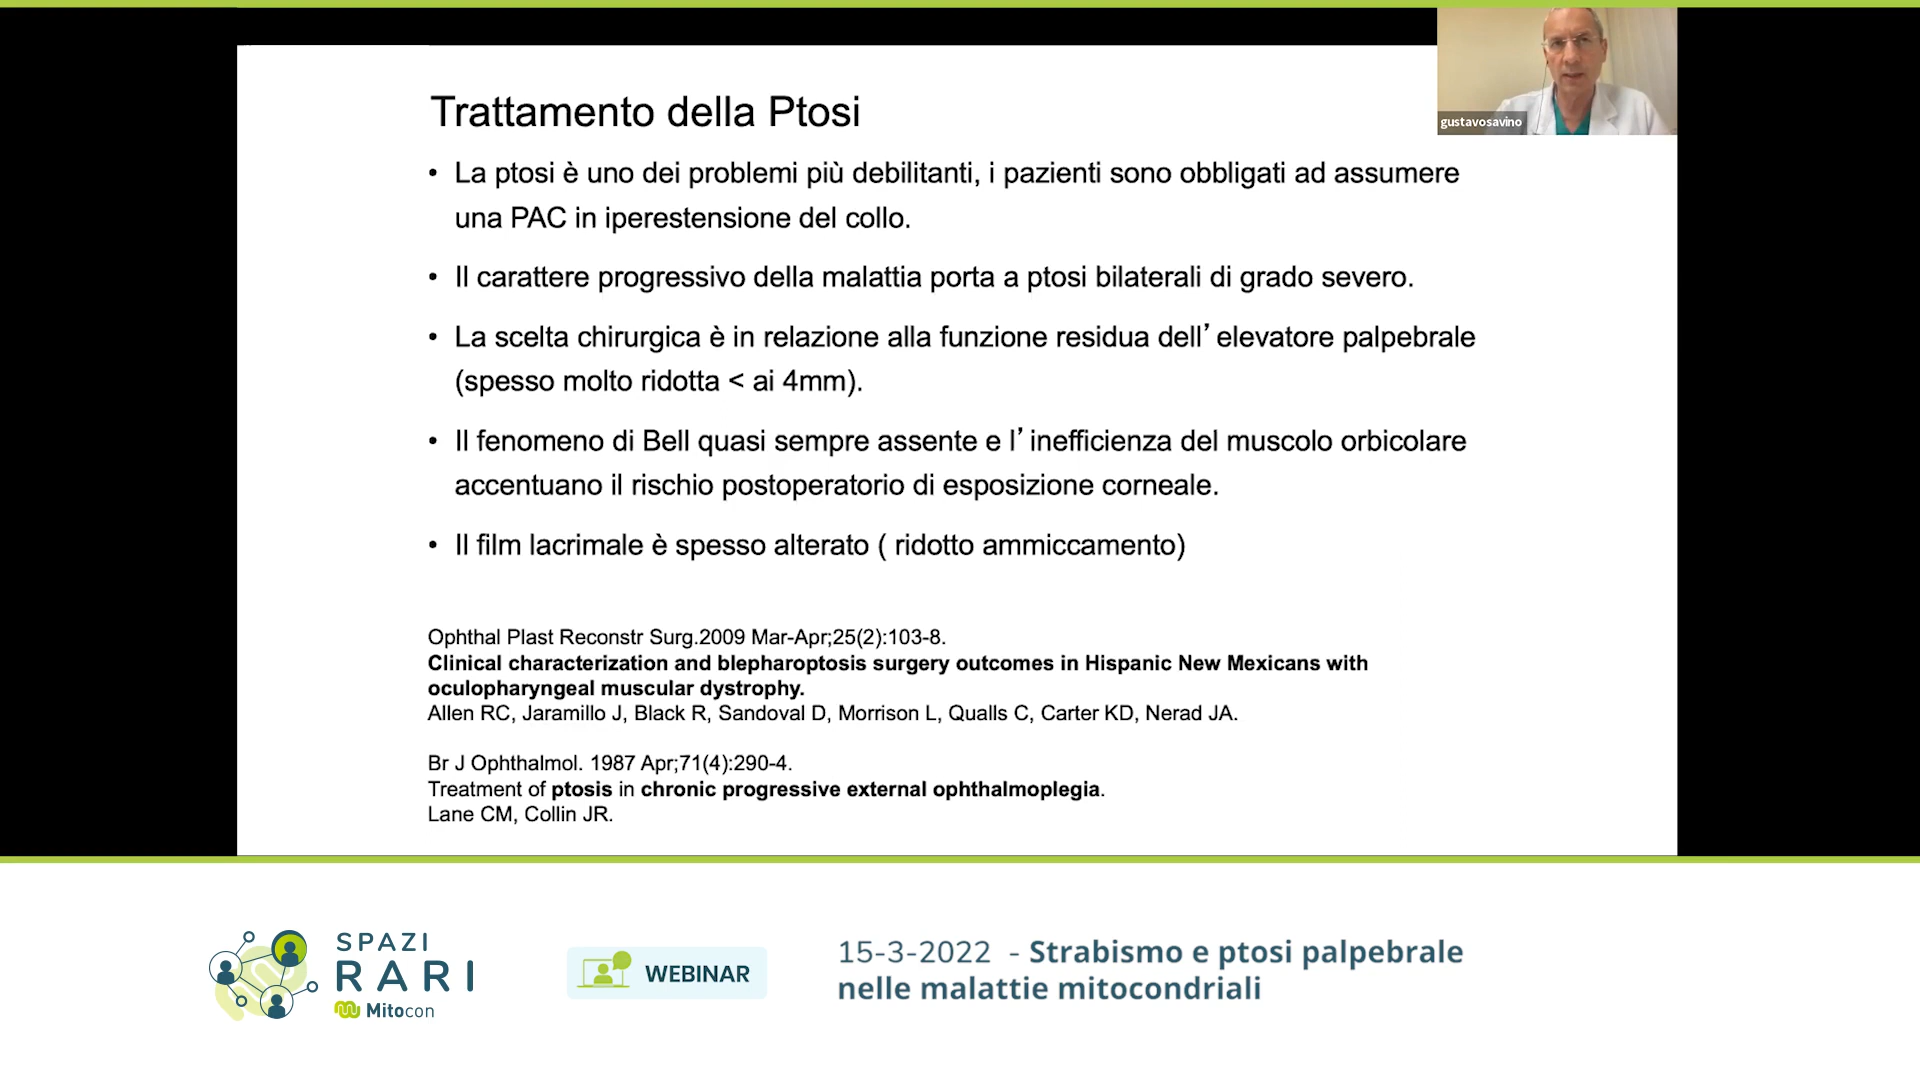 gustavosavino
Trattamento della Ptosi
• La ptosi è uno dei problemi più debilitanti, i pazienti sono obbligati ad assumere
una PAC in iperestensione del collo.
• Il carattere progressivo della malattia porta a ptosi bilaterali di grado severo.
• La scelta chirurgica è in relazione alla funzione residua dell’ elevatore palpebrale
(spesso molto ridotta < ai 4mm).
• Il fenomeno di Bell quasi sempre assente e l’ inefficienza del muscolo orbicolare
accentuano il rischio postoperatorio di esposizione corneale.
• Il film lacrimale è spesso alterato ( ridotto ammiccamento)
Ophthal Plast Reconstr Surg.2009 Mar-Apr;25(2):103-8.
Clinical characterization and blepharoptosis surgery outcomes in Hispanic New Mexicans with
oculopharyngeal muscular dystrophy.
Allen RC, Jaramillo J, Black R, Sandoval D, Morrison L, Qualls C, Carter KD, Nerad JA.
Br J Ophthalmol. 1987 Apr;71(4):290-4.
Treatment of ptosis in chronic progressive external ophthalmoplegia.
Lane CM, Collin JR.
SPAZI
RARI
Mitocon
WEBINAR
15-3-2022 - Strabismo e ptosi palpebrale
nelle malattie mitocondriali